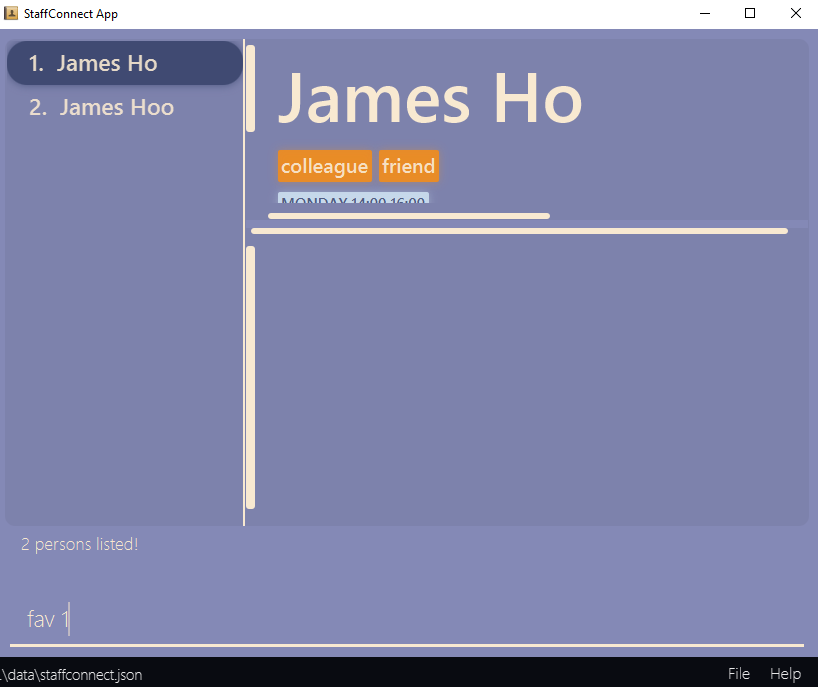 StaffConnect App
1. James Ho
2. James Hoo
James Ho
colleague friend
MONDAY 14:00 16:00
2 persons listed!
fav 1
.\data\staffconnect.json
File Help